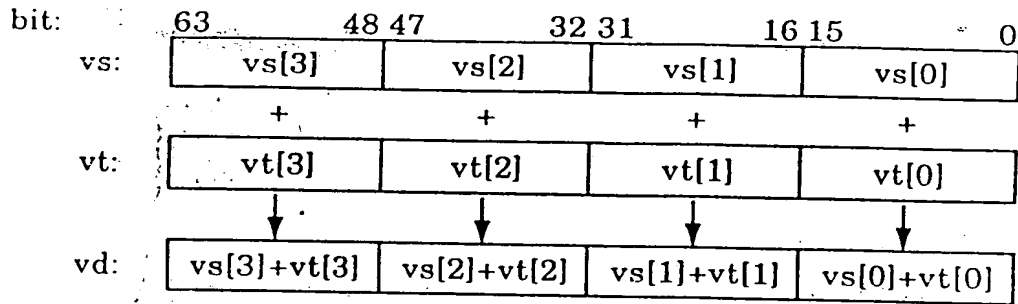 bit: 63 48 47 32 31 16 15 0
vs: vs[3] vs[2] vs[1] vs[0]
+ + + +
vt: vt[3] vt[2] vt[1] vt[0]
vd: vs[3]+vt[3] vs[2]+vt[2] vs[1]+vt[1] vs[0]+vt[0]